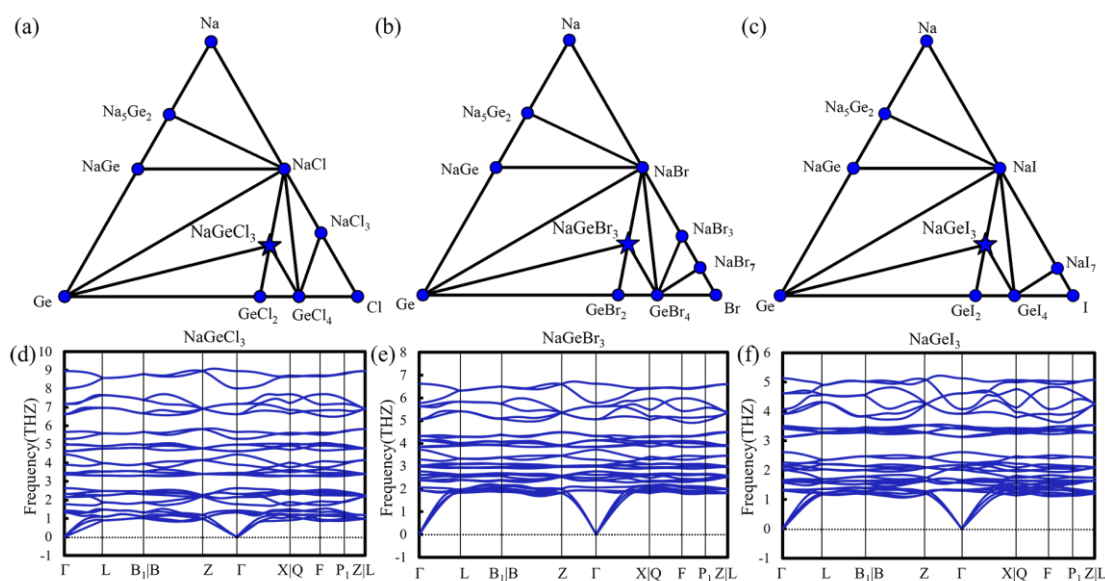 (a)
Na
Na₅Ge₂
NaGe
NaCl
NaCl₃
NaGeCl₃
Ge
GeCl₂
GeCl₄
Cl
(b)
Na
Na₅Ge₂
NaGe
NaBr
NaBr₃
NaGeBr₃
NaBr₇
Ge
GeBr₂
GeBr₄
Br
(c)
Na
Na₅Ge₂
NaGe
NaI
NaGeI₃
NaI₇
Ge
GeI₂
GeI₄
I
(d)
NaGeCl₃
Frequency(THZ)
10
9
8
7
6
5
4
3
2
1
0
-1
Γ L B₁|B Z Γ X|Q F P₁ Z|L
(e)
NaGeBr₃
Frequency(THZ)
8
7
6
5
4
3
2
1
0
-1
Γ L B₁|B Z Γ X|Q F P₁ Z|L
(f)
NaGeI₃
Frequency(THZ)
6
5
4
3
2
1
0
-1
Γ L B₁|B Z Γ X|Q F P₁ Z|L